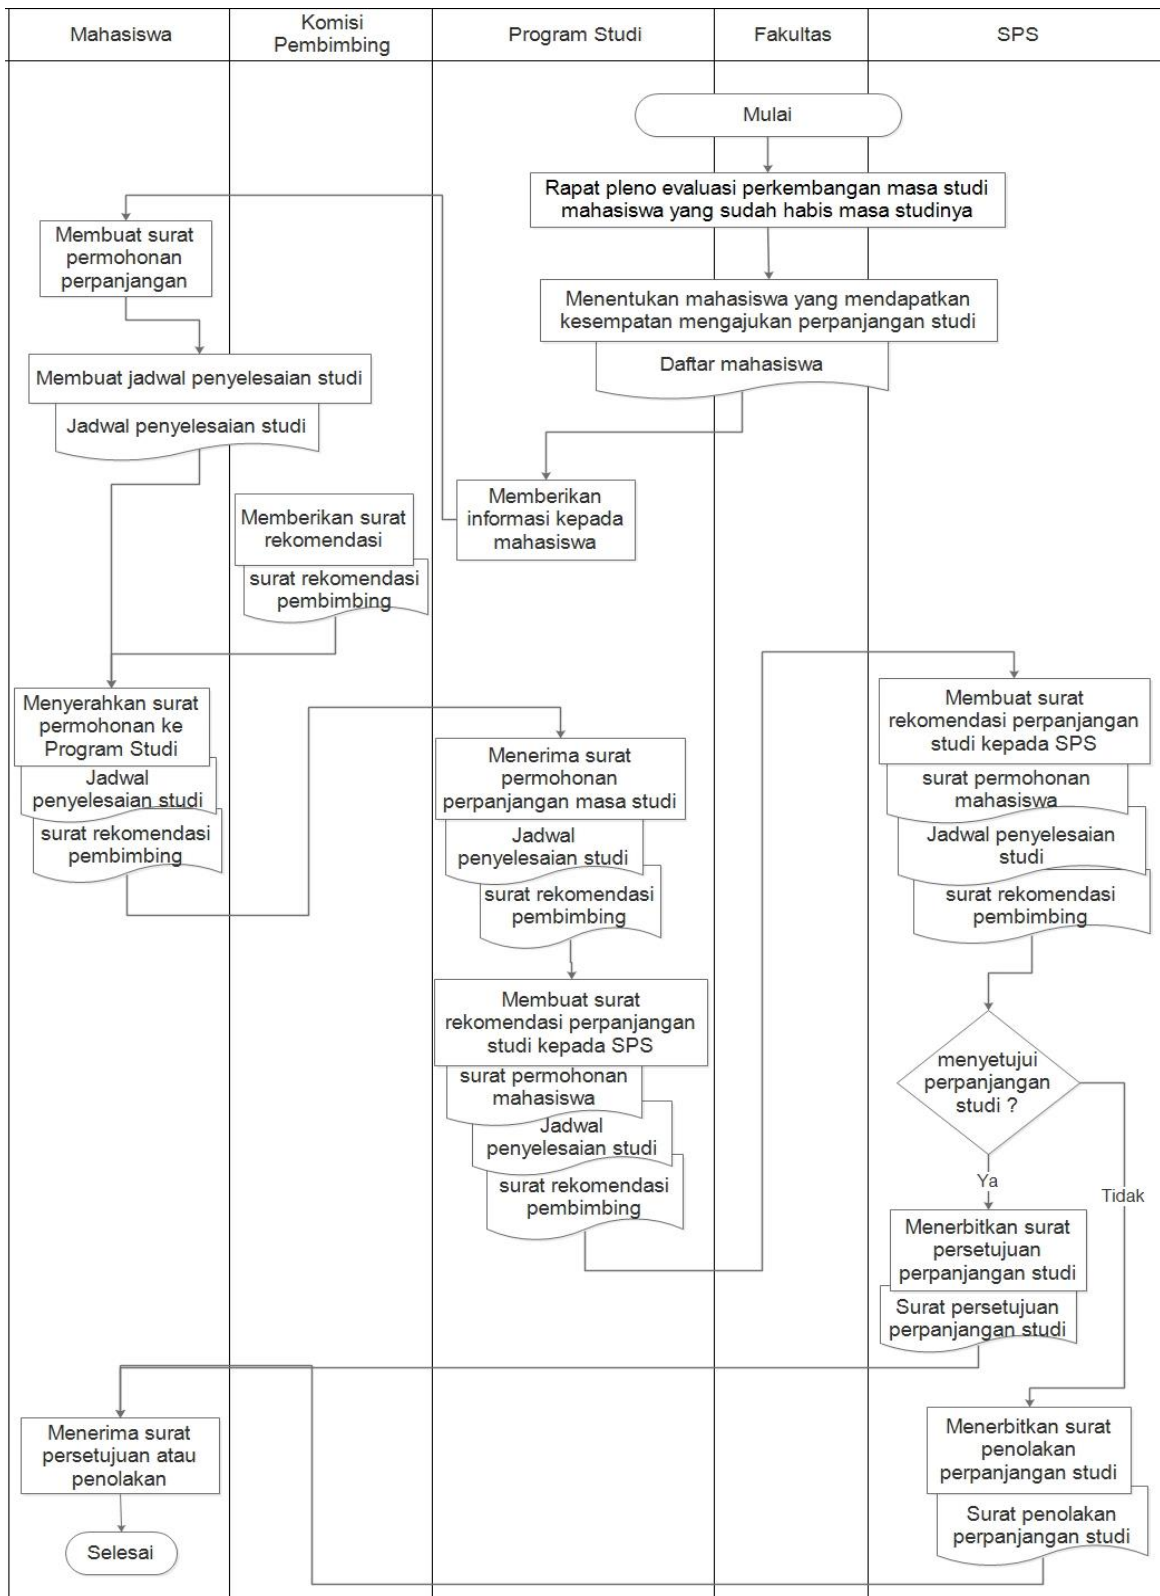 Mahasiswa
Komisi
Pembimbing
Program Studi
Fakultas
SPS
Mulai
Rapat pleno evaluasi perkembangan masa studi
mahasiswa yang sudah habis masa studinya
Menentukan mahasiswa yang mendapatkan
kesempatan mengajukan perpanjangan studi
Daftar mahasiswa
Memberikan
informasi kepada
mahasiswa
Membuat surat
permohonan
perpanjangan
Membuat jadwal penyelesaian studi
Jadwal penyelesaian studi
Memberikan surat
rekomendasi
surat rekomendasi
pembimbing
Menyerahkan surat
permohonan ke
Program Studi
Jadwal
penyelesaian studi
surat rekomendasi
pembimbing
Menerima surat
permohonan
perpanjangan masa studi
Jadwal
penyelesaian studi
surat rekomendasi
pembimbing
Membuat surat
rekomendasi perpanjangan
studi kepada SPS
surat permohonan
mahasiswa
Jadwal
penyelesaian studi
surat rekomendasi
pembimbing
Membuat surat
rekomendasi perpanjangan
studi kepada SPS
surat permohonan
mahasiswa
Jadwal penyelesaian
studi
surat rekomendasi
pembimbing
menyetujui
perpanjangan
studi ?
Ya
Tidak
Menerbitkan surat
persetujuan
perpanjangan studi
Surat persetujuan
perpanjangan studi
Menerbitkan surat
penolakan
perpanjangan studi
Surat penolakan
perpanjangan studi
Menerima surat
persetujuan atau
penolakan
Selesai